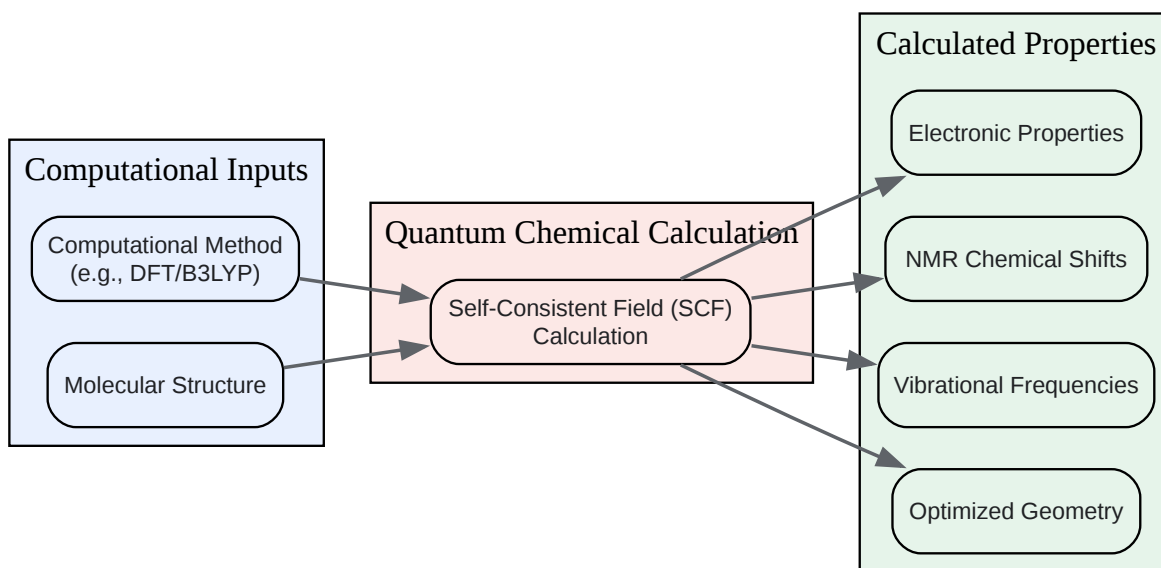 Computational Inputs
Computational Method
(e.g., DFT/B3LYP)
Molecular Structure
Quantum Chemical Calculation
Self-Consistent Field (SCF)
Calculation
Calculated Properties
Electronic Properties
NMR Chemical Shifts
Vibrational Frequencies
Optimized Geometry